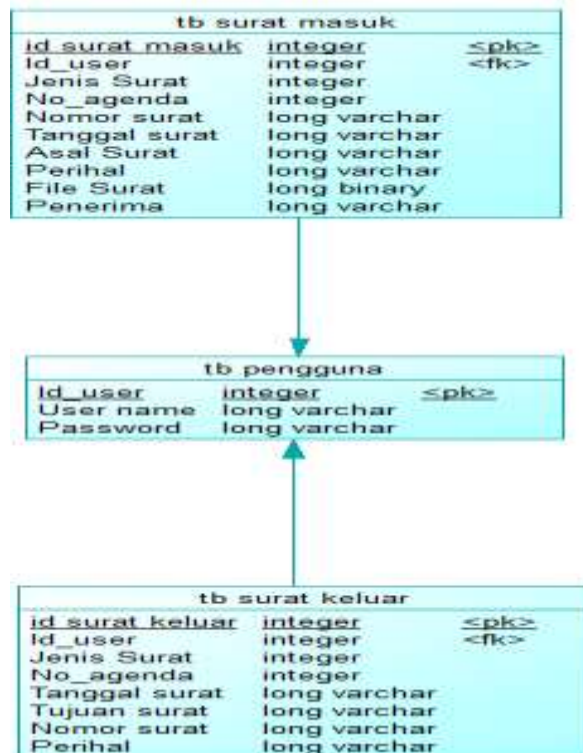 tb surat masuk
id surat masuk integer <pk>
Id_user integer <fk>
Jenis Surat integer
No_agenda integer
Nomor surat long varchar
Tanggal surat long varchar
Asal Surat long varchar
Perihal long varchar
File Surat long binary
Penerima long varchar
tb pengguna
Id_user integer <pk>
User name long varchar
Password long varchar
tb surat keluar
id surat keluar integer <pk>
Id_user integer <fk>
Jenis Surat integer
No_agenda integer
Tanggal surat long varchar
Tujuan surat long varchar
Nomor surat long varchar
Perihal long varchar